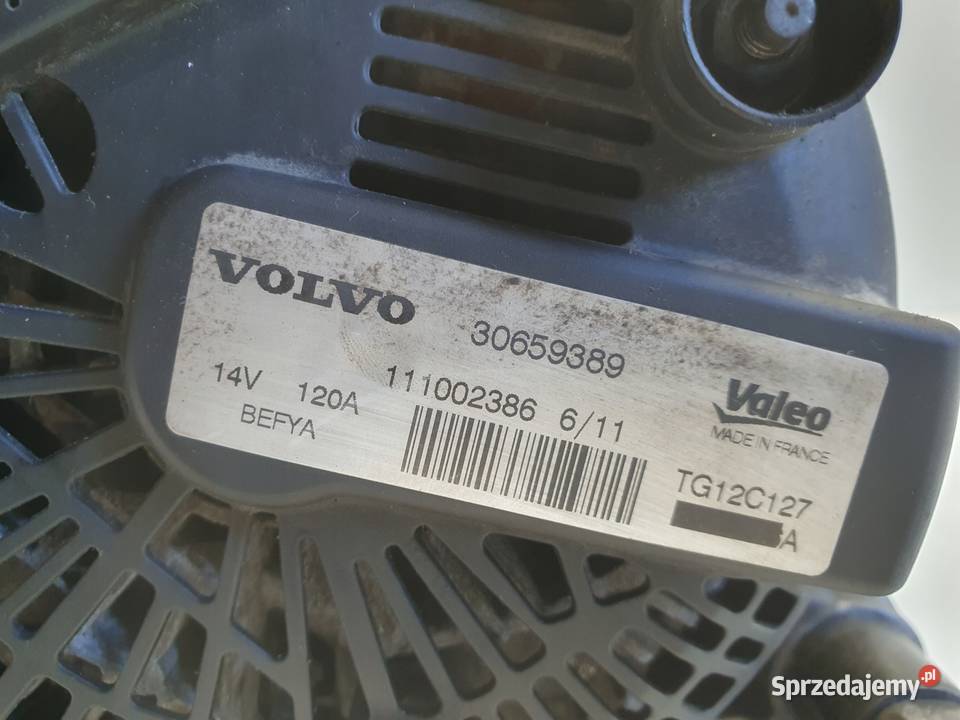 VOLVO
30659389
14V 120A
111002386 6/11
BEFYA
Valeo
MADE IN FRANCE
TG12C127
A
Sprzedajemy.pl